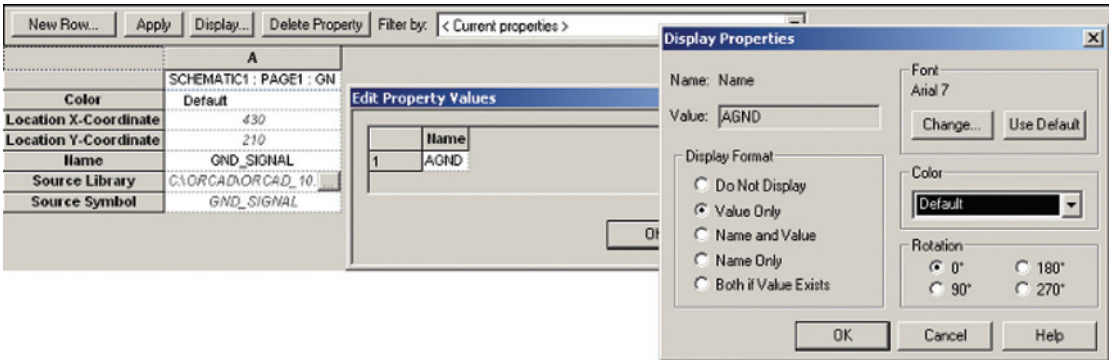 New Row... Apply Display... Delete Property Filter by: < Current properties >
A
SCHEMATIC1 : PAGE1 : GN
Color Default
Location X-Coordinate 430
Location Y-Coordinate 210
Name GND_SIGNAL
Source Library C:\ORCAD\ORCAD_10. ...
Source Symbol GND_SIGNAL
Edit Property Values
Name
1 AGND
Display Properties
Name: Name
Value: AGND
Display Format
Do Not Display
Value Only
Name and Value
Name Only
Both if Value Exists
Font
Arial 7
Change... Use Default
Color
Default
Rotation
0° 180°
90° 270°
OK Cancel Help